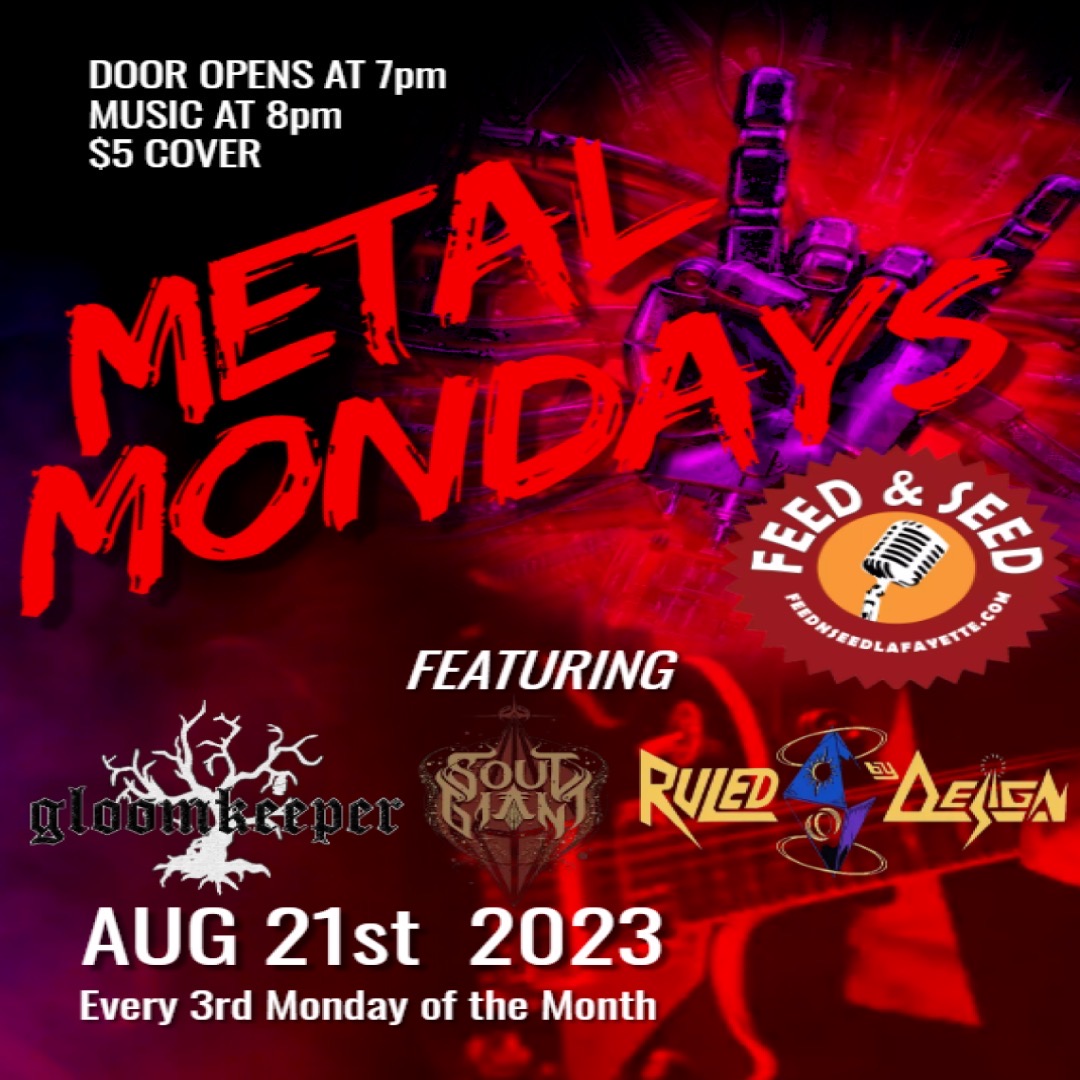 DOOR OPENS AT 7pm
MUSIC AT 8pm
$5 COVER
METAL
MONDAYS
FEED & SEED
FEEDNSEEDLAFAYETTE.COM
FEATURING
gloomkeeper
SOUL
GIANT
RULED by DESIGN
AUG 21st 2023
Every 3rd Monday of the Month